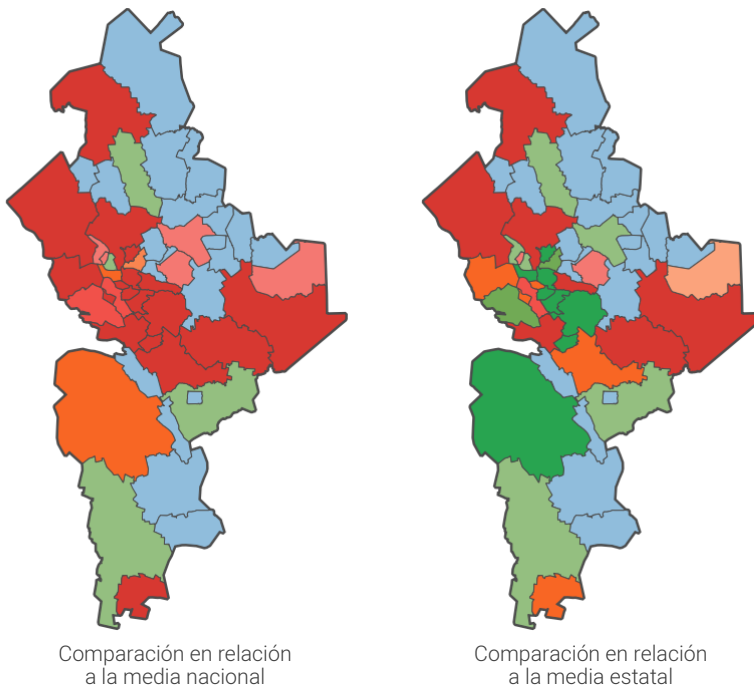 Comparación en relación
a la media nacional
Comparación en relación
a la media estatal